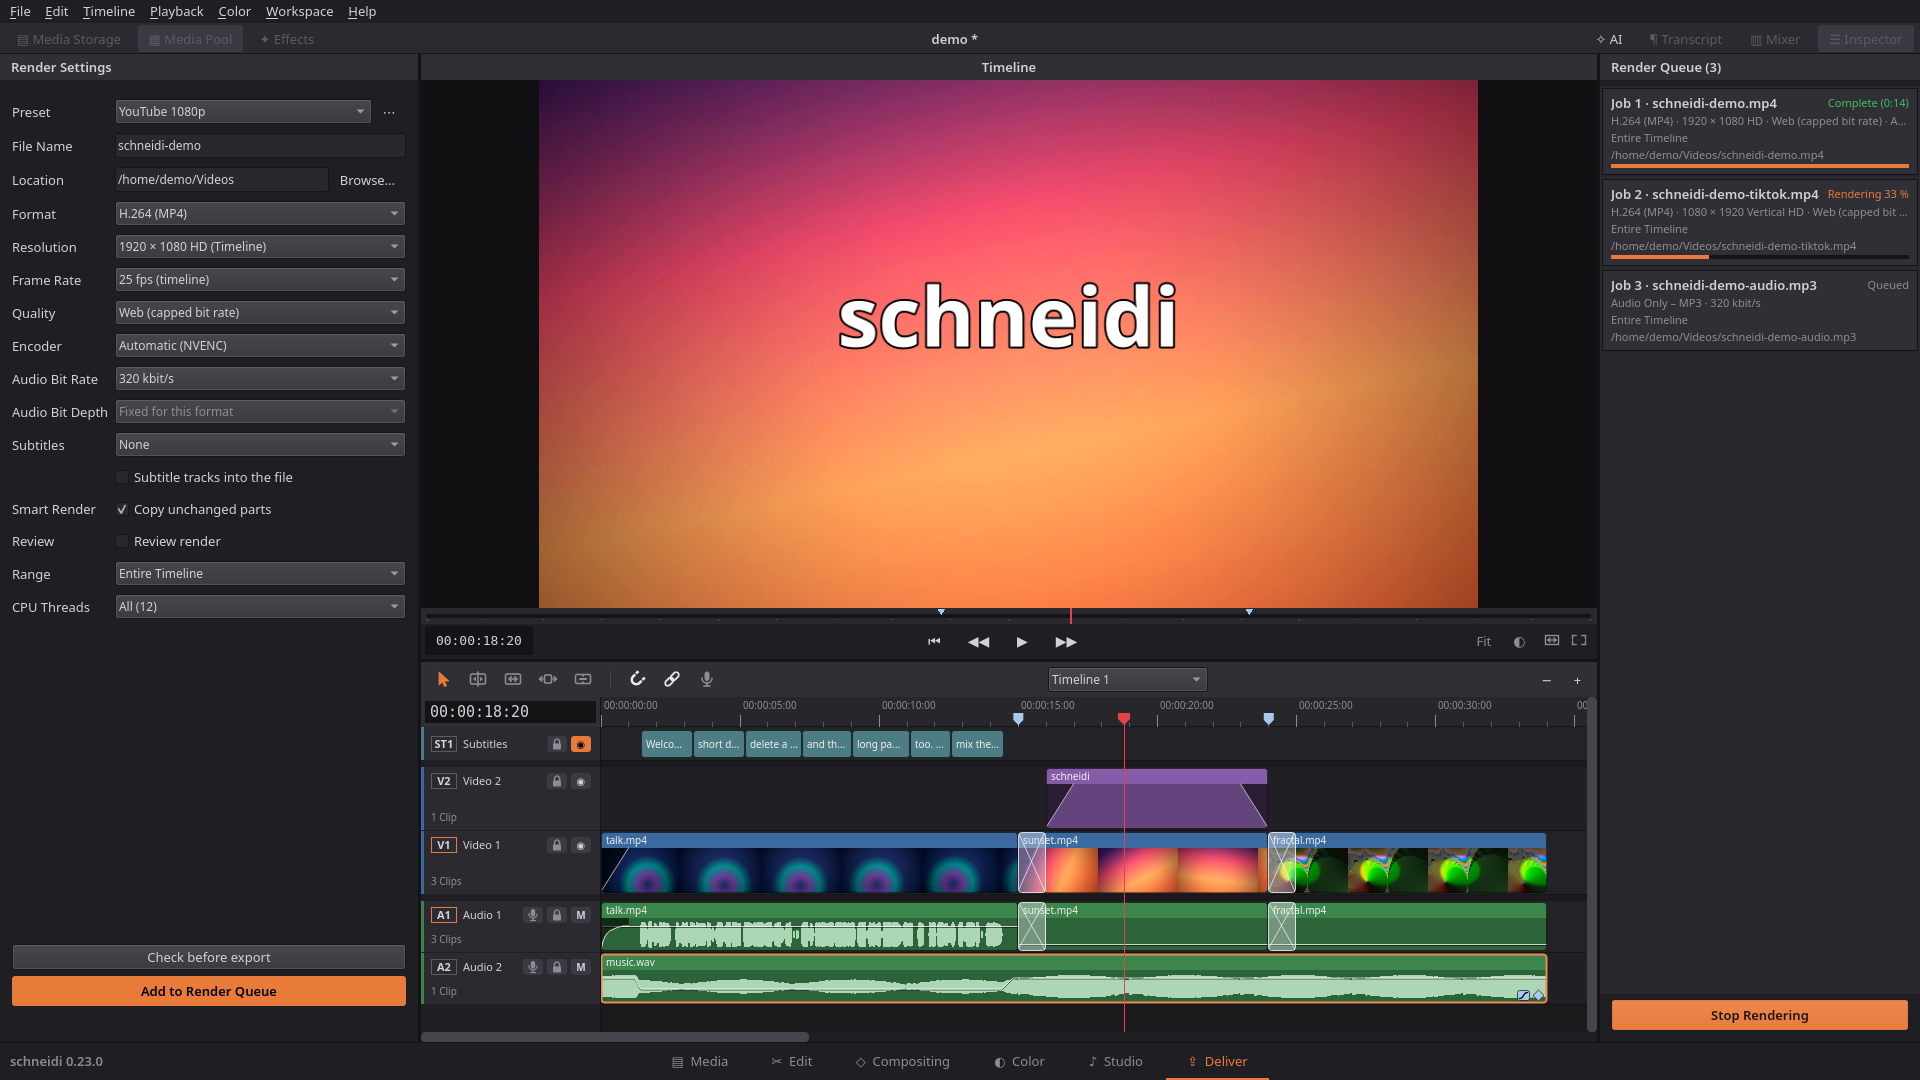 File Edit Timeline Playback Color Workspace Help
Media Storage Media Pool Effects demo * AI Transcript Mixer Inspector
Render Settings
Preset YouTube 1080p ...
File Name schneidi-demo
Location /home/demo/Videos Browse...
Format H.264 (MP4)
Resolution 1920 × 1080 HD (Timeline)
Frame Rate 25 fps (timeline)
Quality Web (capped bit rate)
Encoder Automatic (NVENC)
Audio Bit Rate 320 kbit/s
Audio Bit Depth Fixed for this format
Subtitles None
Subtitle tracks into the file
Smart Render Copy unchanged parts
Review Review render
Range Entire Timeline
CPU Threads All (12)
Check before export
Add to Render Queue
Timeline
schneidi
00:00:18:20 Fit
Timeline 1
00:00:18:20
00:00:00:00 00:00:05:00 00:00:10:00 00:00:15:00 00:00:20:00 00:00:25:00 00:00:30:00 00
ST1 Subtitles Welco... short d... delete a ... and th... long pa... too. ... mix the...
V2 Video 2 schneidi
1 Clip
V1 Video 1 talk.mp4 sunset.mp4 fractal.mp4
3 Clips
A1 Audio 1 M talk.mp4 sunset.mp4 fractal.mp4
3 Clips
A2 Audio 2 M music.wav
1 Clip
Render Queue (3)
Job 1 · schneidi-demo.mp4 Complete (0:14)
H.264 (MP4) · 1920 × 1080 HD · Web (capped bit rate) · A...
Entire Timeline
/home/demo/Videos/schneidi-demo.mp4
Job 2 · schneidi-demo-tiktok.mp4 Rendering 33 %
H.264 (MP4) · 1080 × 1920 Vertical HD · Web (capped bit ...
Entire Timeline
/home/demo/Videos/schneidi-demo-tiktok.mp4
Job 3 · schneidi-demo-audio.mp3 Queued
Audio Only – MP3 · 320 kbit/s
Entire Timeline
/home/demo/Videos/schneidi-demo-audio.mp3
Stop Rendering
schneidi 0.23.0 Media Edit Compositing Color Studio Deliver